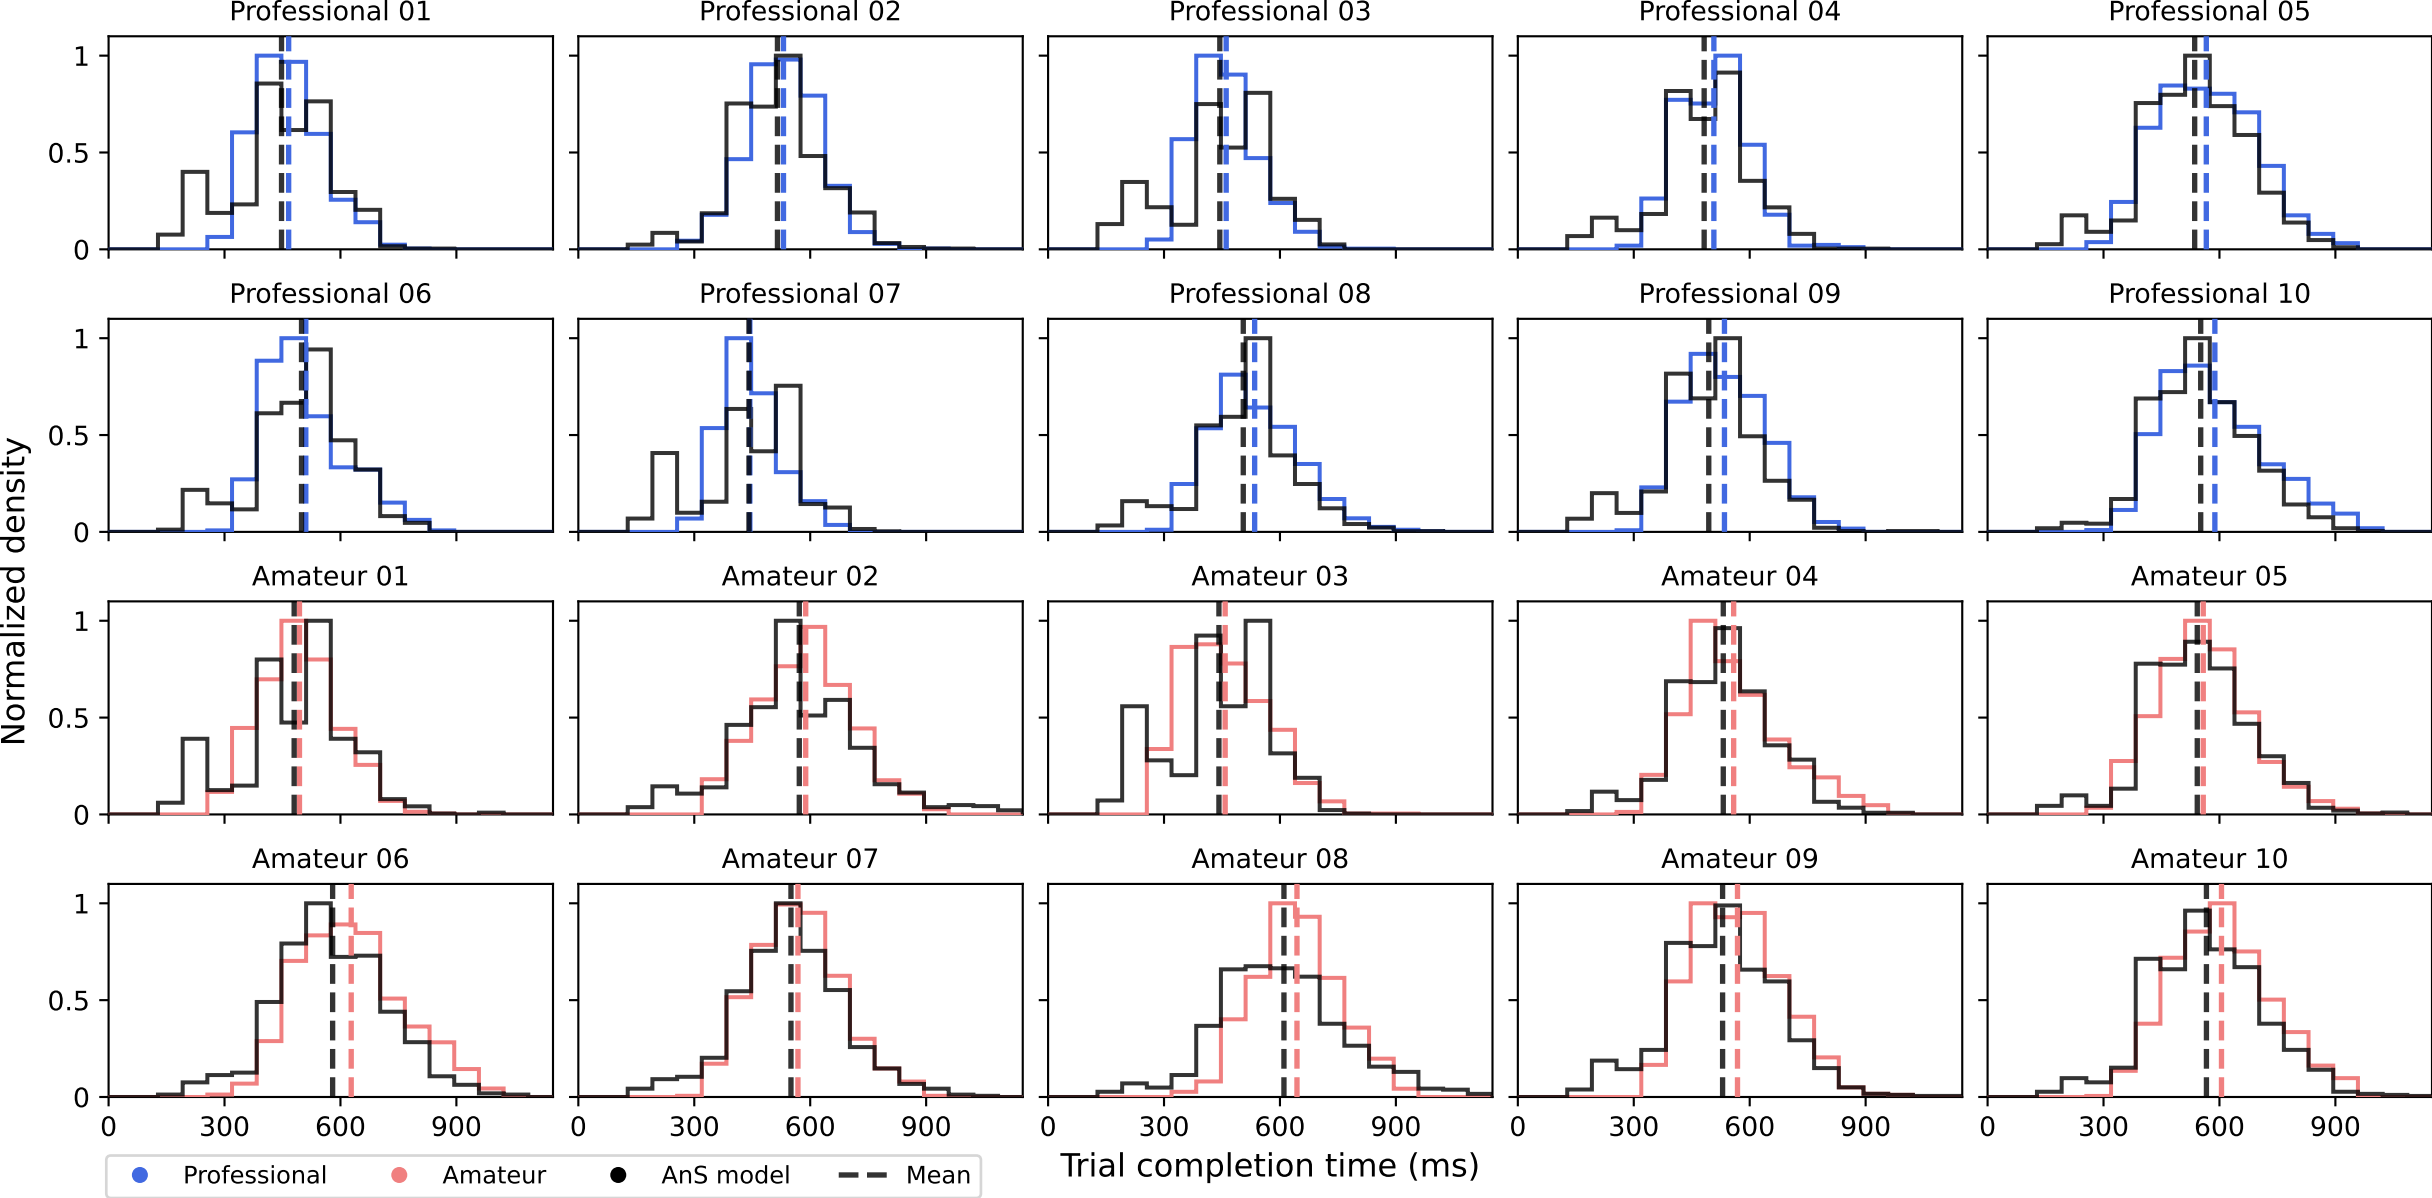 Professional 01 Professional 02 Professional 03 Professional 04 Professional 05
1
0.5
0
Professional 06 Professional 07 Professional 08 Professional 09 Professional 10
1
0.5
0
Normalized density
Amateur 01 Amateur 02 Amateur 03 Amateur 04 Amateur 05
1
0.5
0
Amateur 06 Amateur 07 Amateur 08 Amateur 09 Amateur 10
1
0.5
0
0 300 600 900 0 300 600 900 0 300 600 900 0 300 600 900 0 300 600 900
Trial completion time (ms)
Professional Amateur AnS model Mean